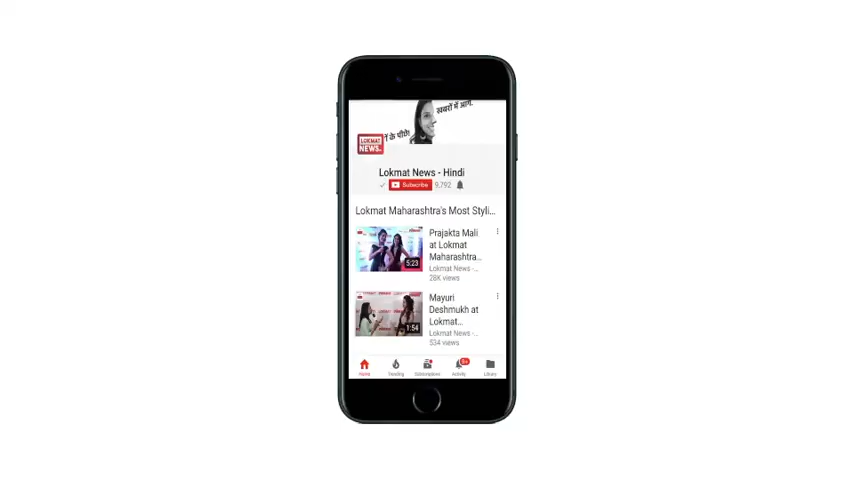 खबरों में आगे,
के पीछे!
LOKMAT
NEWS
Lokmat News - Hindi
Subscribe 9,792
Lokmat Maharashtra's Most Styli...
Prajakta Mali
at Lokmat
Maharashtra...
Lokmat News -...
28K views
5:23
Mayuri
Deshmukh at
Lokmat...
Lokmat News -...
534 views
1:54
Home Trending Subscriptions Activity Library
9+